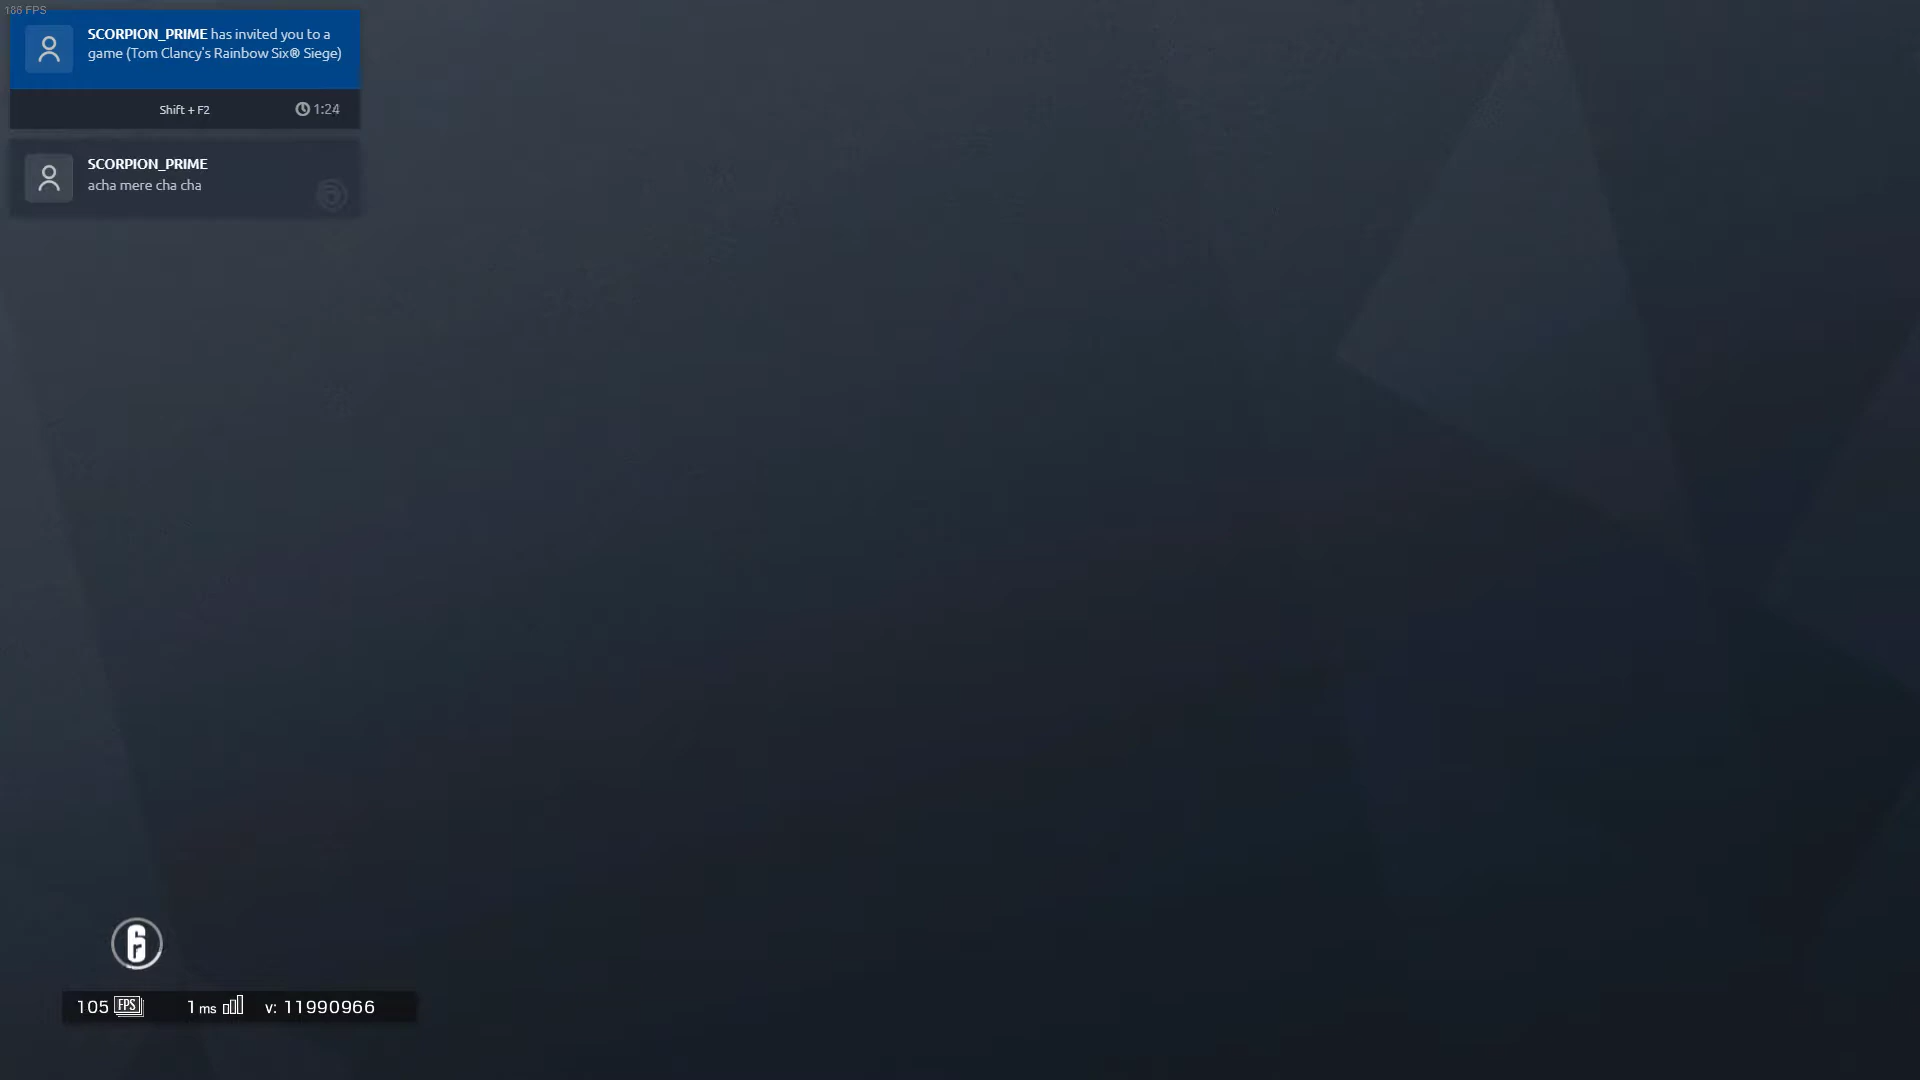 186 FPS
SCORPION_PRIME has invited you to a
game (Tom Clancy's Rainbow Six® Siege)
Shift + F2
1:24
SCORPION_PRIME
acha mere cha cha
6
105 FPS 1 ms v: 11990966